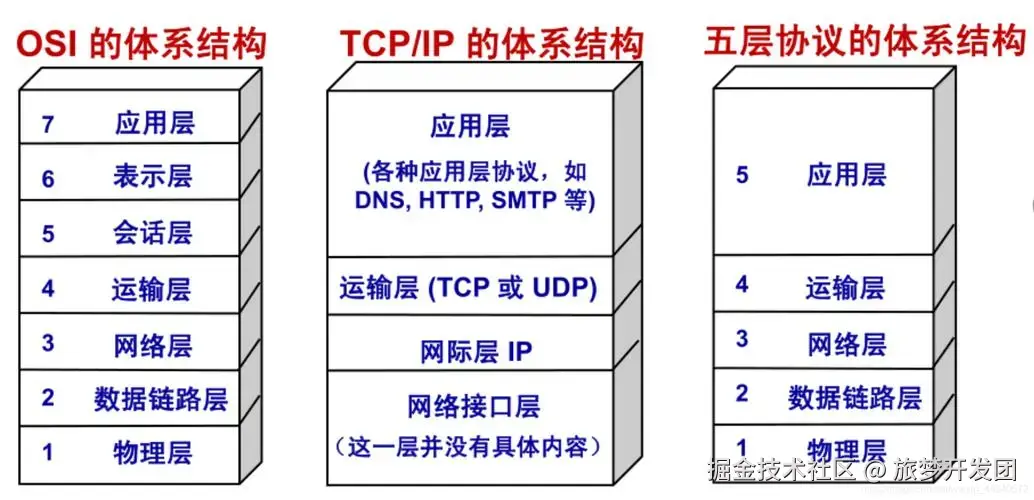 OSI 的体系结构
7 应用层
6 表示层
5 会话层
4 运输层
3 网络层
2 数据链路层
1 物理层
TCP/IP 的体系结构
应用层
(各种应用层协议，如
DNS, HTTP, SMTP 等)
运输层 (TCP 或 UDP)
网际层 IP
网络接口层
（这一层并没有具体内容）
五层协议的体系结构
5 应用层
4 运输层
3 网络层
2 数据链路层
1 物理层
掘金技术社区 @ 旅梦开发团